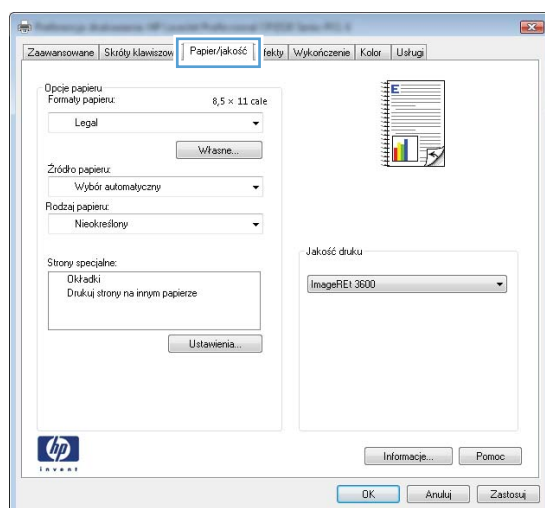 Zaawansowane Skróty klawiszow Papier/jakość fekty Wykończenie Kolor Usługi
Opcje papieru
Formaty papieru: 8,5 × 11 cale
Legal
Własne...
Źródło papieru:
Wybór automatyczny
Rodzaj papieru:
Nieokreślony
Strony specjalne:
Okładki
Drukuj strony na innym papierze
Ustawienia...
E
Jakość druku
ImageREt 3600
hp
invent
Informacje... Pomoc
OK Anuluj Zastosuj